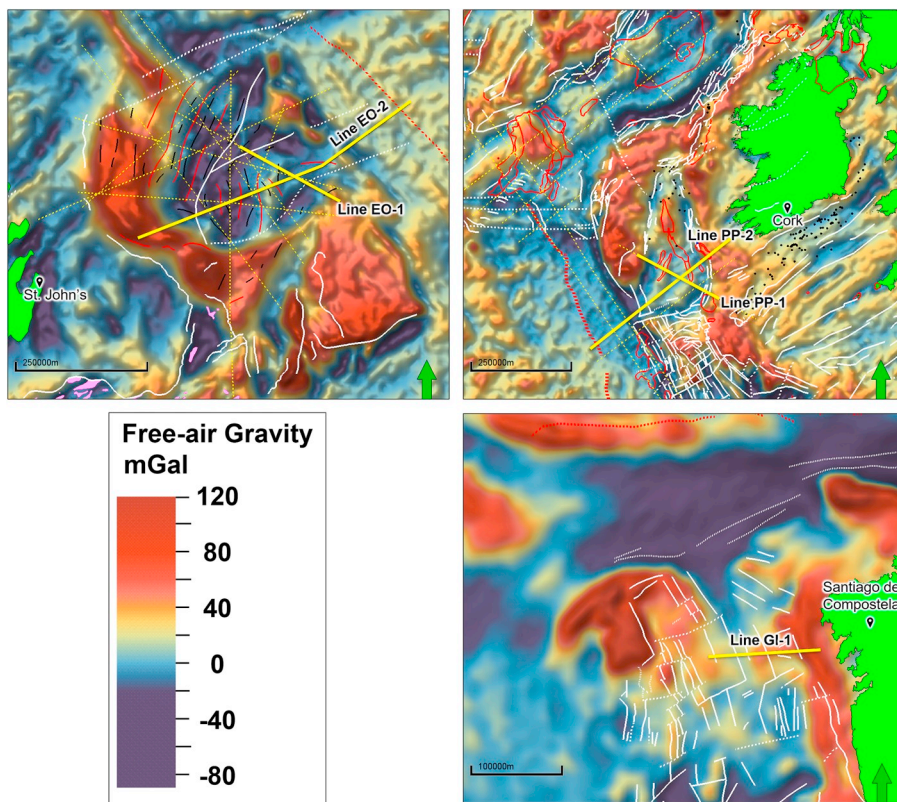 Line EO-2
Line EO-1
St. John's
250000m
Cork
Line PP-2
Line PP-1
250000m
Free-air Gravity
mGal
120
80
40
0
-40
-80
Santiago de
Compostela
Line GI-1
100000m